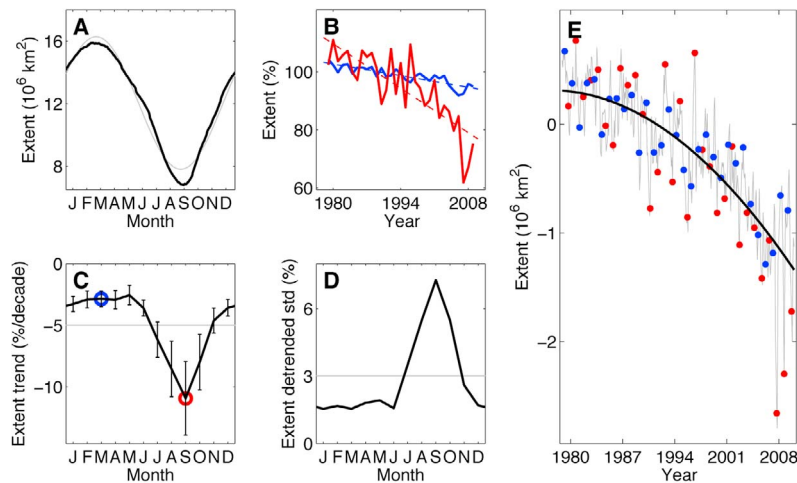 A
Extent (10⁶ km²)
16
12
8
J F M A M J J A S O N D
Month
B
Extent (%)
100
80
60
1980 1994 2008
Year
C
Extent trend (%/decade)
0
−5
−10
J F M A M J J A S O N D
Month
D
Extent detrended std (%)
6
3
0
J F M A M J J A S O N D
Month
E
Extent (10⁶ km²)
0
−1
−2
1980 1987 1994 2001 2008
Year